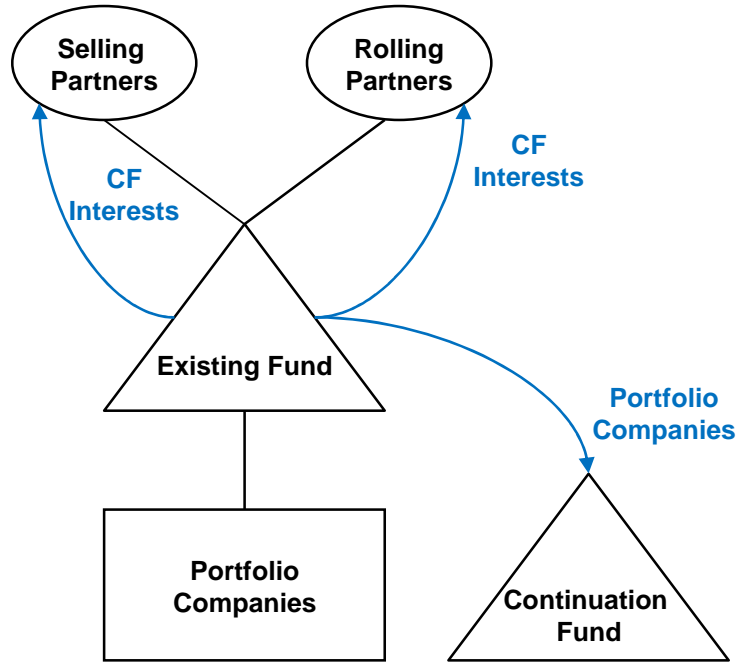 Selling
Partners
Rolling
Partners
CF
Interests
CF
Interests
Existing Fund
Portfolio
Companies
Portfolio
Companies
Continuation
Fund